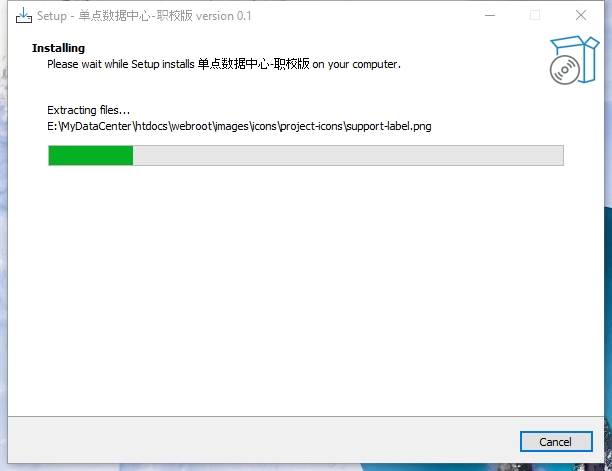 Setup - 单点数据中心-职校版 version 0.1
Installing
Please wait while Setup installs 单点数据中心-职校版 on your computer.
Extracting files...
E:\MyDataCenter\htdocs\webroot\images\icons\project-icons\support-label.png
Cancel